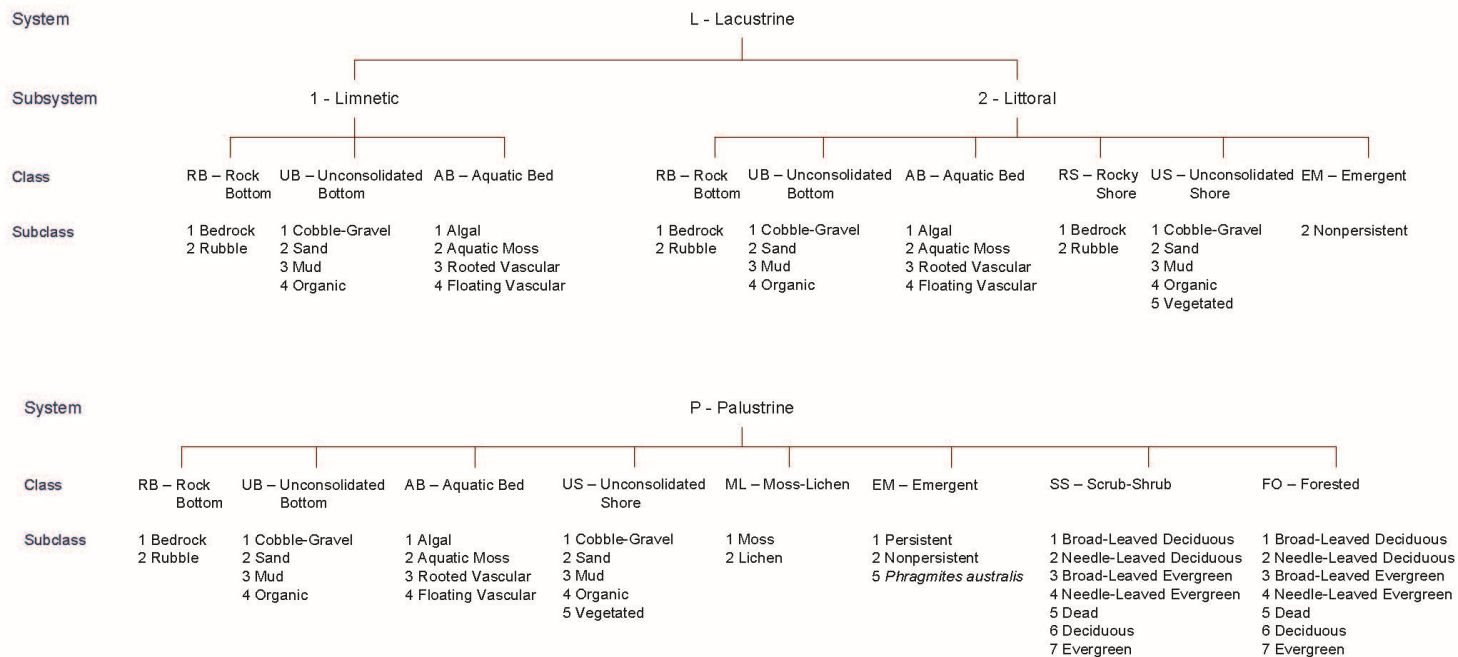 System L - Lacustrine
Subsystem 1 - Limnetic 2 - Littoral
Class RB – Rock Bottom UB – Unconsolidated Bottom AB – Aquatic Bed RB – Rock Bottom UB – Unconsolidated Bottom AB – Aquatic Bed RS – Rocky Shore US – Unconsolidated Shore EM – Emergent
Subclass 1 Bedrock 1 Cobble-Gravel 1 Algal 1 Bedrock 1 Cobble-Gravel 1 Algal 1 Bedrock 1 Cobble-Gravel 2 Nonpersistent
2 Rubble 2 Sand 2 Aquatic Moss 2 Rubble 2 Sand 2 Aquatic Moss 2 Rubble 2 Sand
3 Mud 3 Rooted Vascular 3 Mud 3 Rooted Vascular 3 Mud
4 Organic 4 Floating Vascular 4 Organic 4 Floating Vascular 4 Organic
5 Vegetated
System P - Palustrine
Class RB – Rock Bottom UB – Unconsolidated Bottom AB – Aquatic Bed US – Unconsolidated Shore ML – Moss-Lichen EM – Emergent SS – Scrub-Shrub FO – Forested
Subclass 1 Bedrock 1 Cobble-Gravel 1 Algal 1 Cobble-Gravel 1 Moss 1 Persistent 1 Broad-Leaved Deciduous 1 Broad-Leaved Deciduous
2 Rubble 2 Sand 2 Aquatic Moss 2 Sand 2 Lichen 2 Nonpersistent 2 Needle-Leaved Deciduous 2 Needle-Leaved Deciduous
3 Mud 3 Rooted Vascular 3 Mud 5 Phragmites australis 3 Broad-Leaved Evergreen 3 Broad-Leaved Evergreen
4 Organic 4 Floating Vascular 4 Organic 4 Needle-Leaved Evergreen 4 Needle-Leaved Evergreen
5 Vegetated 5 Dead 5 Dead
6 Deciduous 6 Deciduous
7 Evergreen 7 Evergreen